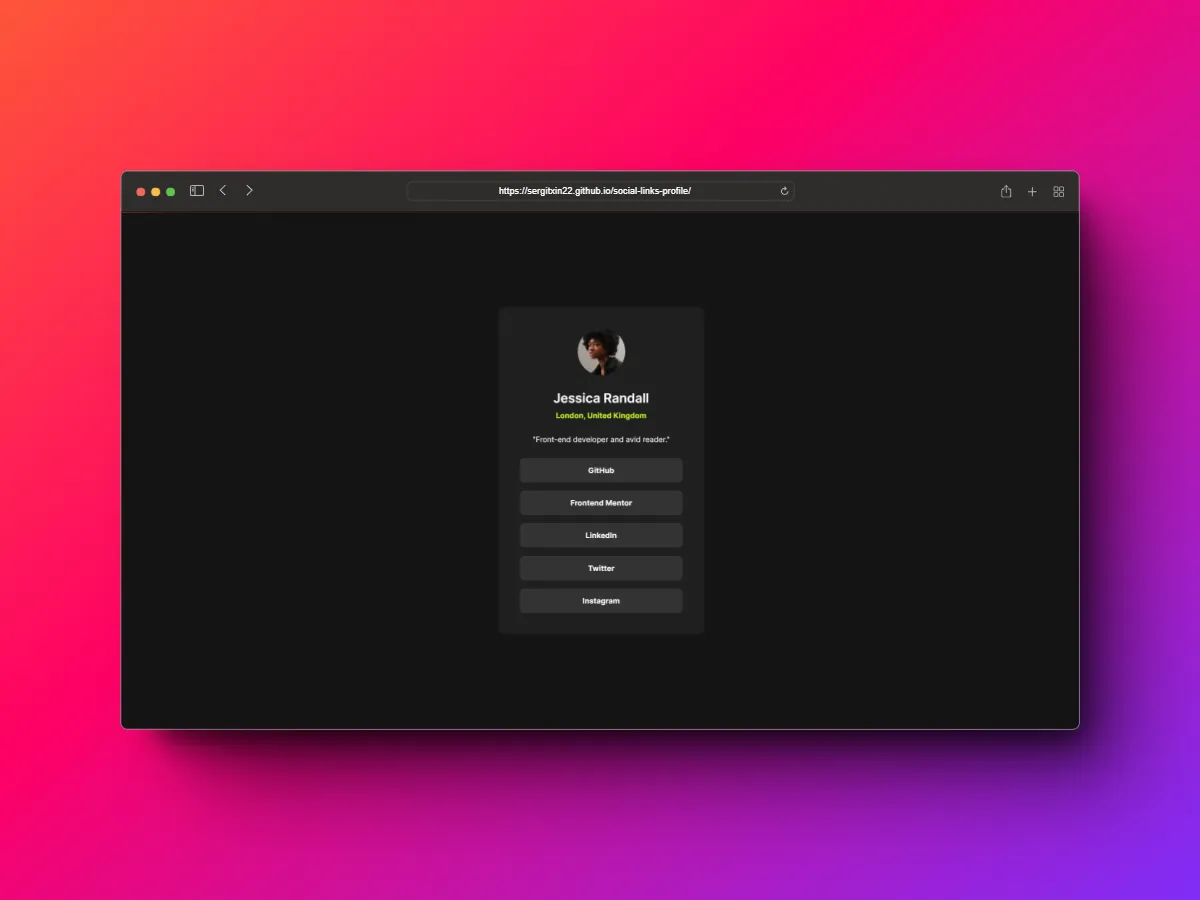 https://sergitxin22.github.io/social-links-profile/
Jessica Randall
London, United Kingdom
"Front-end developer and avid reader."
GitHub
Frontend Mentor
LinkedIn
Twitter
Instagram